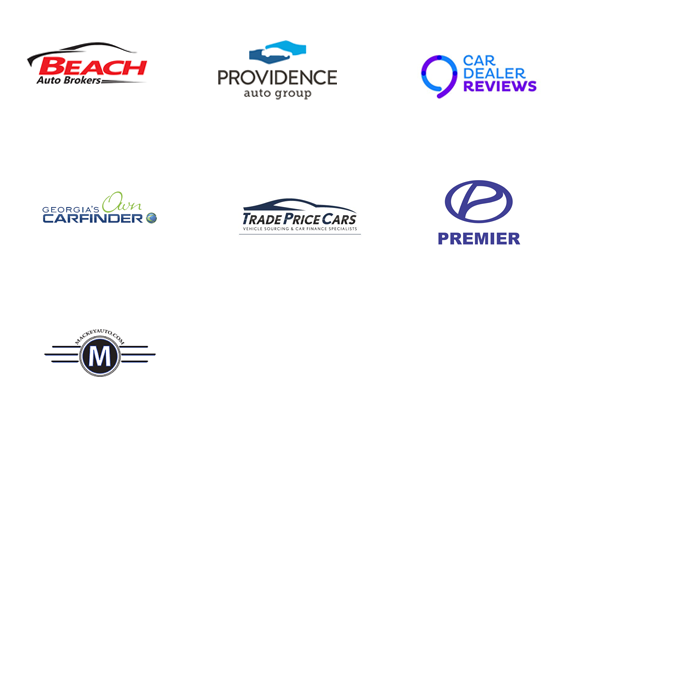 BEACH
Auto Brokers
PROVIDENCE
auto group
CAR
DEALER
REVIEWS
GEORGIA'S Own
CARFINDER
TRADE PRICE CARS
VEHICLE SOURCING & CAR FINANCE SPECIALISTS
PREMIER
MACKEYAUTO.COM
M